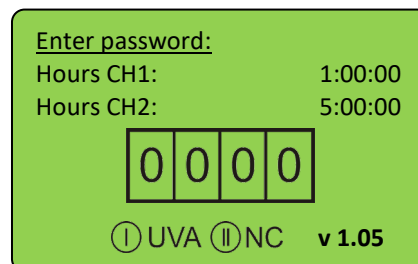 Enter password:
Hours CH1: 1:00:00
Hours CH2: 5:00:00
0 0 0 0
Ⓘ UVA Ⓘ︎Ⓘ NC v 1.05